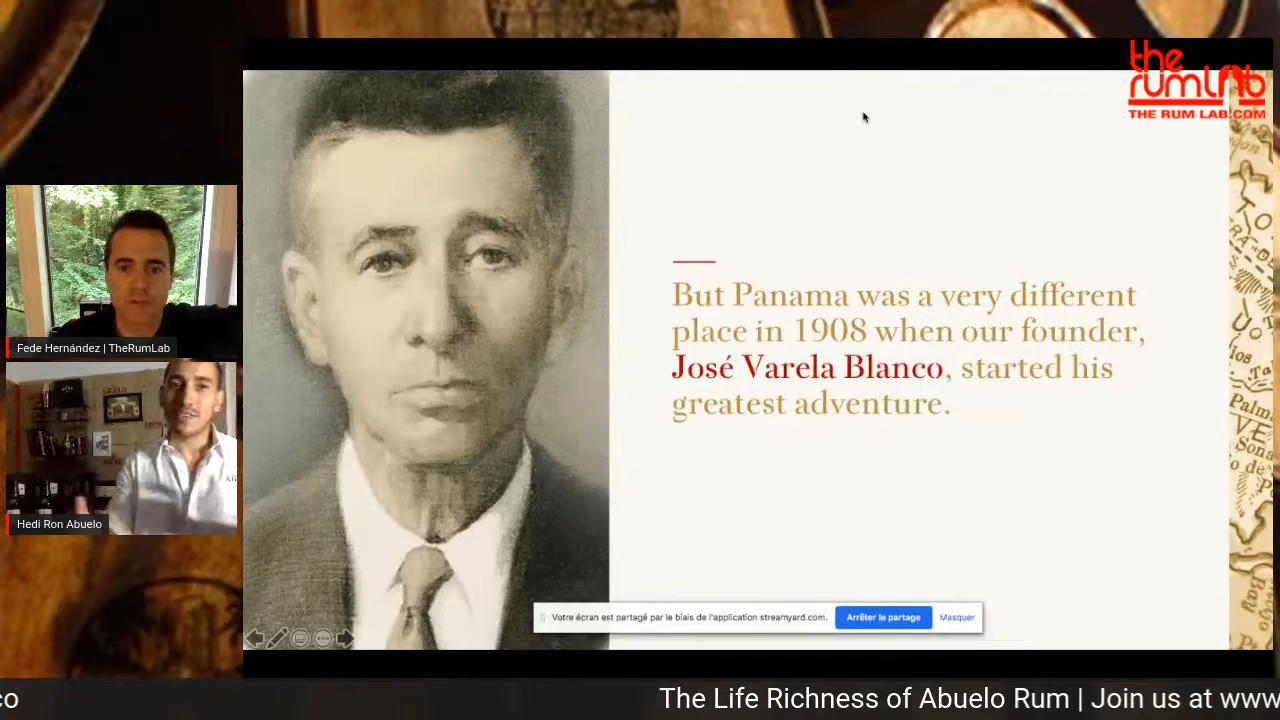 the
rumLab
THE RUM LAB.COM
But Panama was a very different
place in 1908 when our founder,
José Varela Blanco, started his
greatest adventure.
Fede Hernández | TheRumLab
Hedi Ron Abuelo
Votre écran est partagé par le biais de l'application streamyard.com.
Arrêter le partage
Masquer
co
The Life Richness of Abuelo Rum | Join us at www